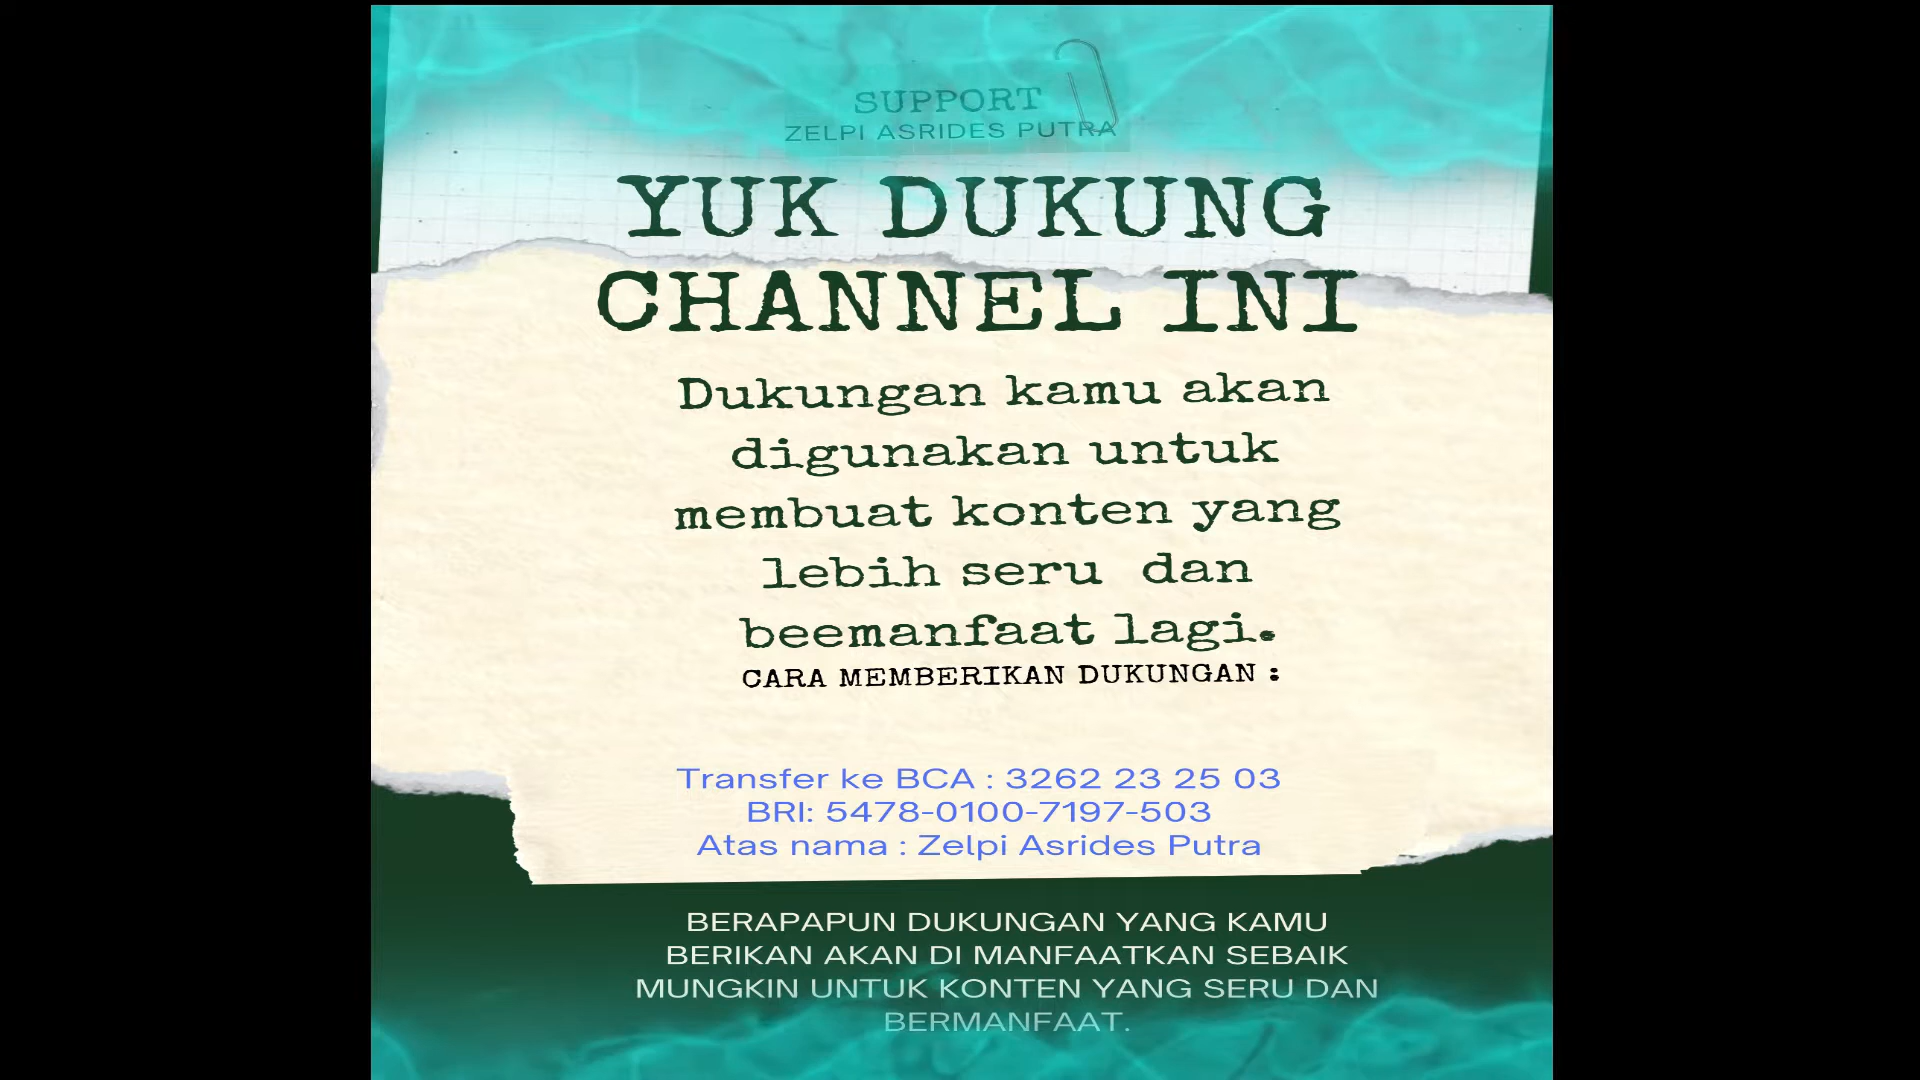 SUPPORT
ZELPI ASRIDES PUTRA
YUK DUKUNG
CHANNEL INI
Dukungan kamu akan
digunakan untuk
membuat konten yang
lebih seru dan
beemanfaat lagi.
CARA MEMBERIKAN DUKUNGAN :
Transfer ke BCA : 3262 23 25 03
BRI: 5478-0100-7197-503
Atas nama : Zelpi Asrides Putra
BERAPAPUN DUKUNGAN YANG KAMU
BERIKAN AKAN DI MANFAATKAN SEBAIK
MUNGKIN UNTUK KONTEN YANG SERU DAN
BERMANFAAT.